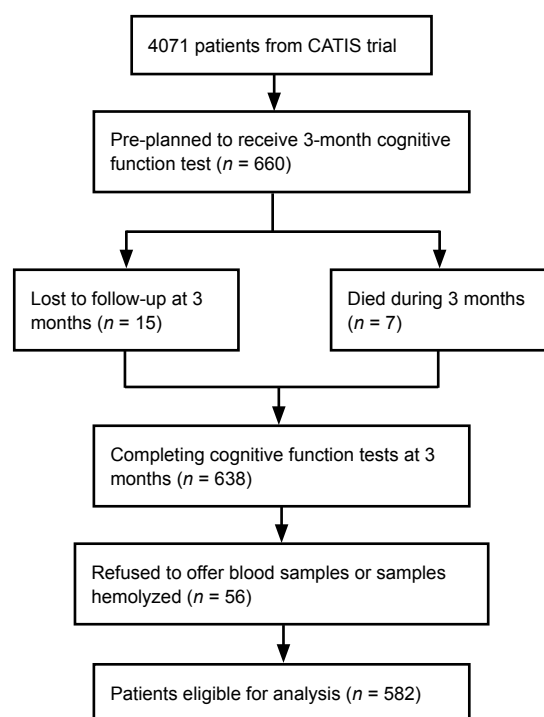 4071 patients from CATIS trial
Pre-planned to receive 3-month cognitive
function test (n = 660)
Lost to follow-up at 3
months (n = 15)
Died during 3 months
(n = 7)
Completing cognitive function tests at 3
months (n = 638)
Refused to offer blood samples or samples
hemolyzed (n = 56)
Patients eligible for analysis (n = 582)